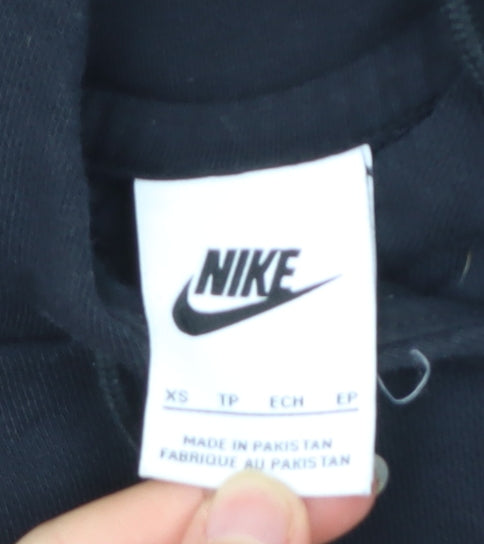 NIKE
XS TP ECH EP
MADE IN PAKISTAN
FABRIQUE AU PAKISTAN